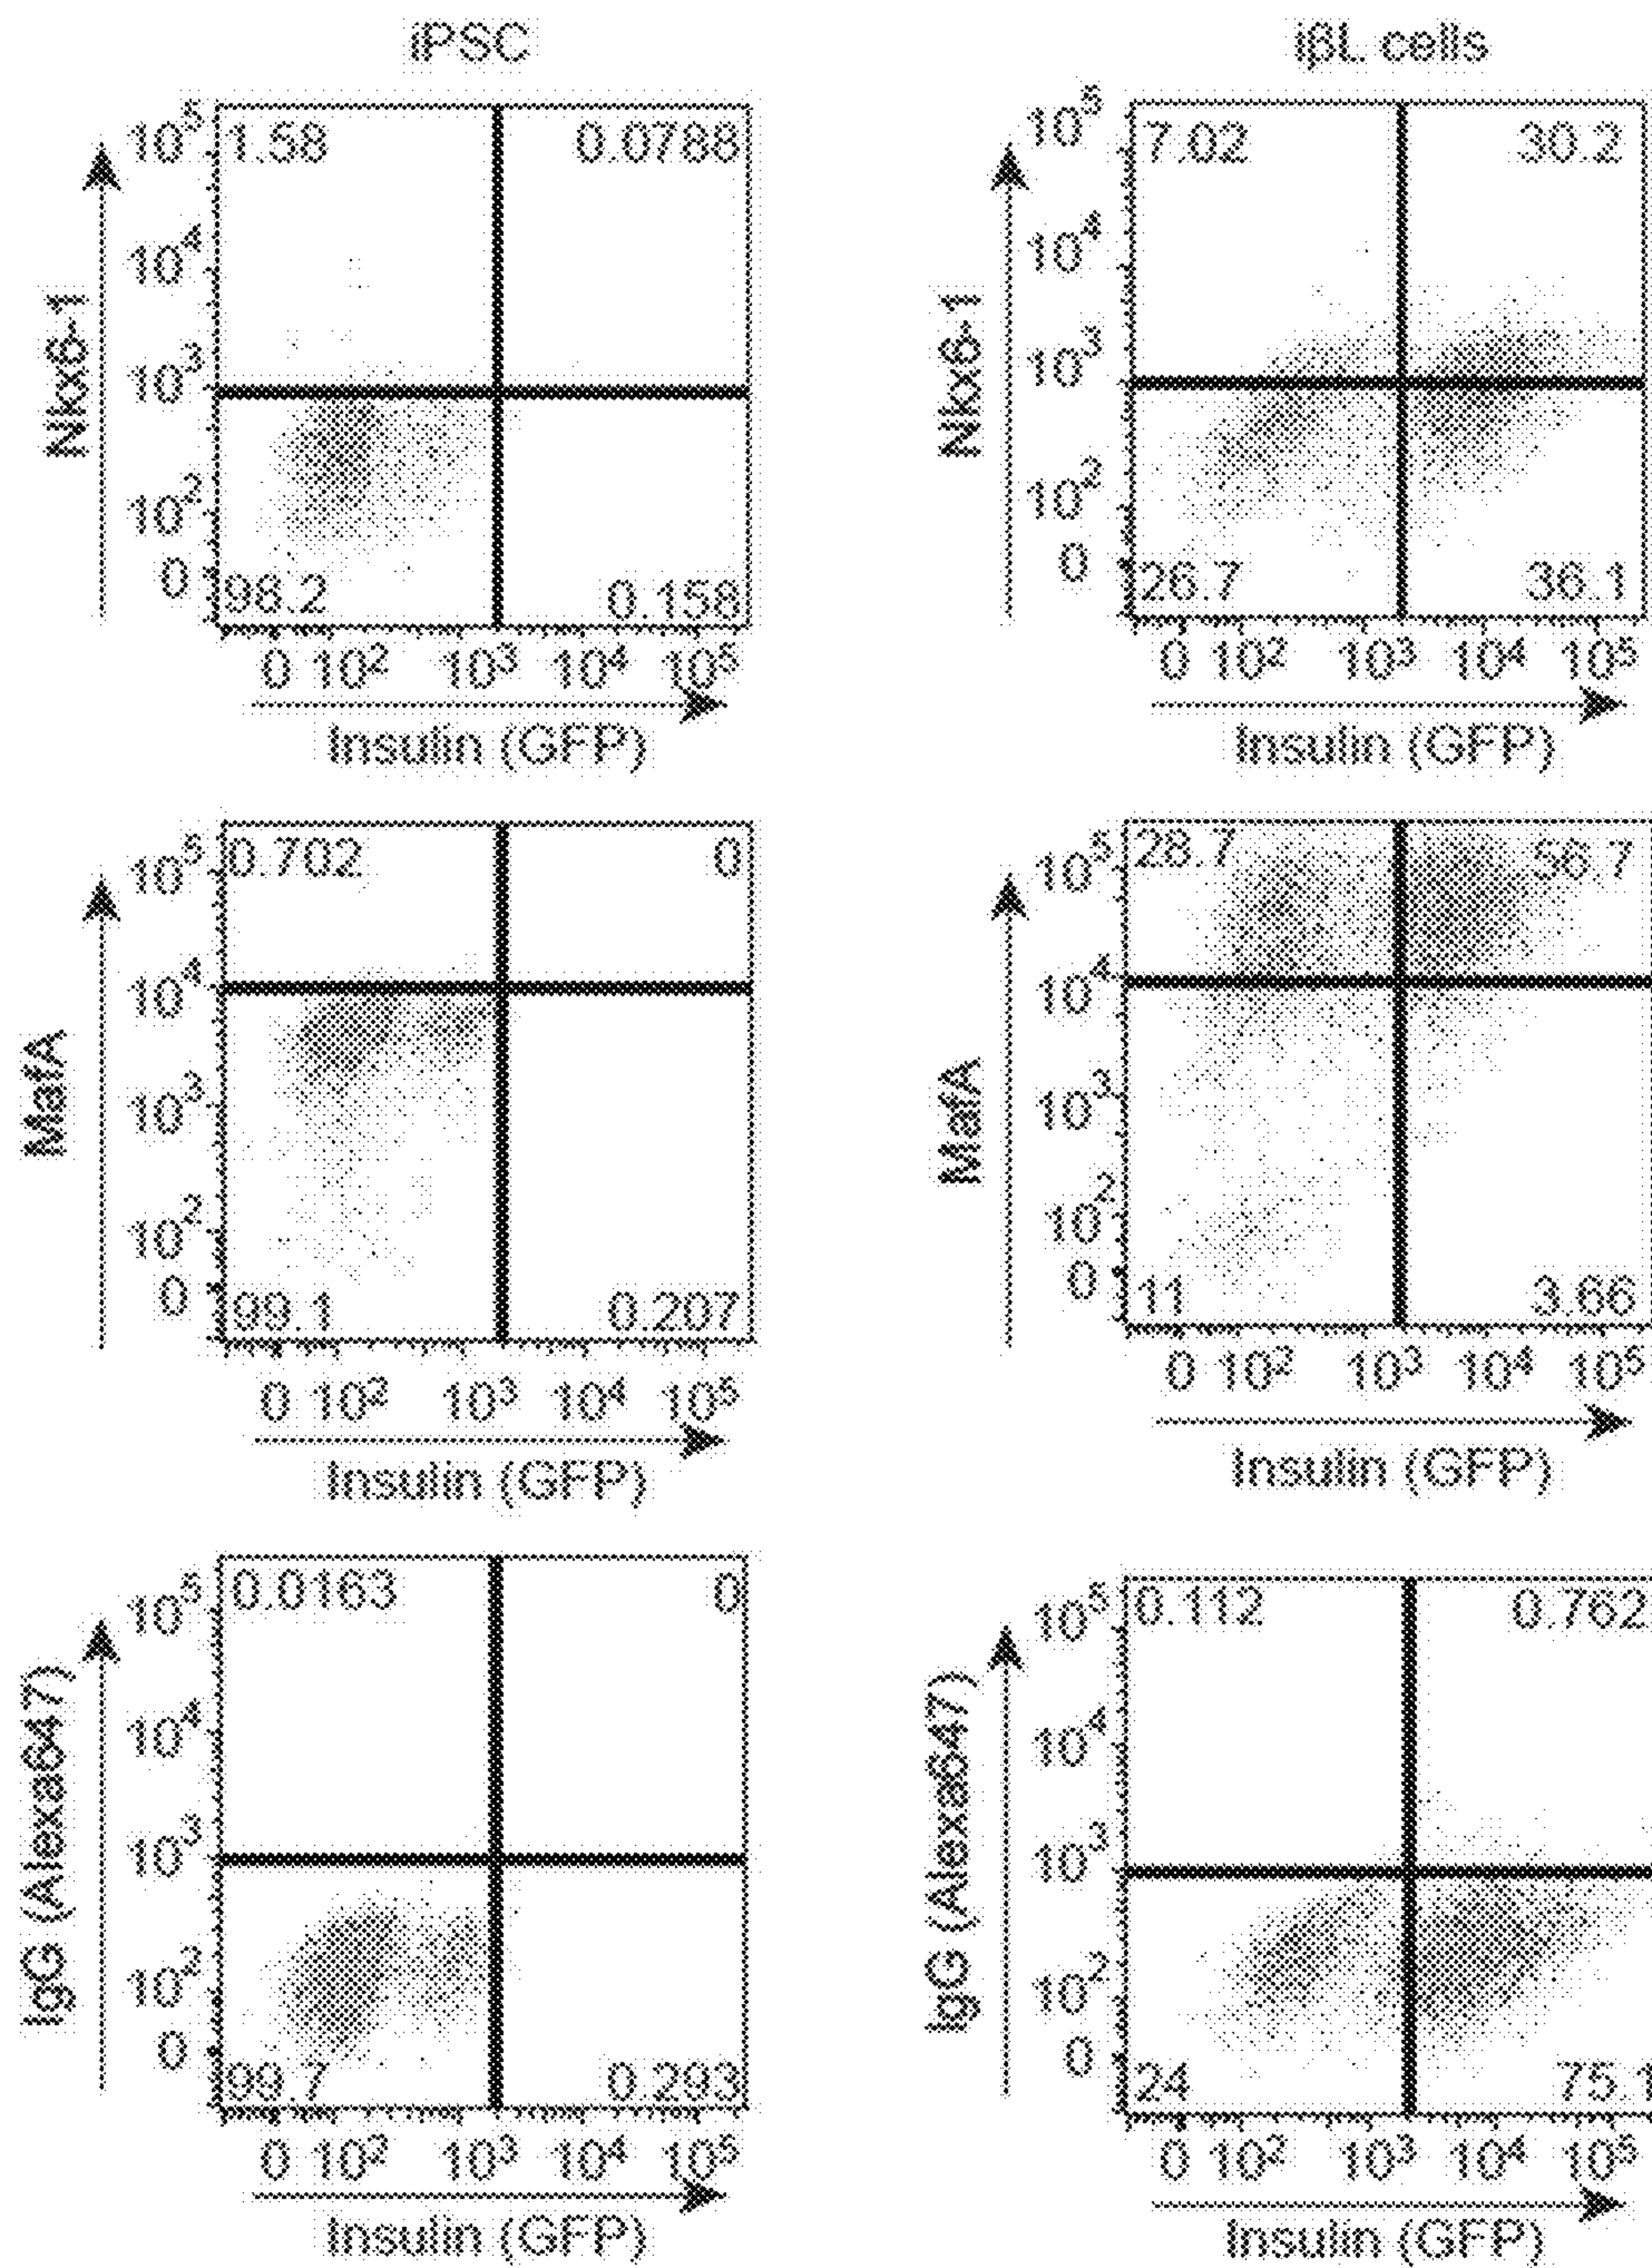 iPSC
iβL cells
10⁵
1.58
0.0788
10⁴
10³
10²
0
98.2
0.158
Nkx6-1
0 10² 10³ 10⁴ 10⁵
Insulin (GFP)
10⁵
7.02
30.2
10⁴
10³
10²
0
26.7
36.1
Nkx6-1
0 10² 10³ 10⁴ 10⁵
Insulin (GFP)
10⁵
0.702
0
10⁴
10³
10²
0
99.1
0.207
MafA
0 10² 10³ 10⁴ 10⁵
Insulin (GFP)
10⁵
28.7
56.7
10⁴
10³
10²
0
11
3.66
MafA
0 10² 10³ 10⁴ 10⁵
Insulin (GFP)
10⁵
0.0163
0
10⁴
10³
10²
0
99.7
0.293
IgG (Alexa647)
0 10² 10³ 10⁴ 10⁵
Insulin (GFP)
10⁵
0.112
0.762
10⁴
10³
10²
0
24
75.1
IgG (Alexa647)
0 10² 10³ 10⁴ 10⁵
Insulin (GFP)